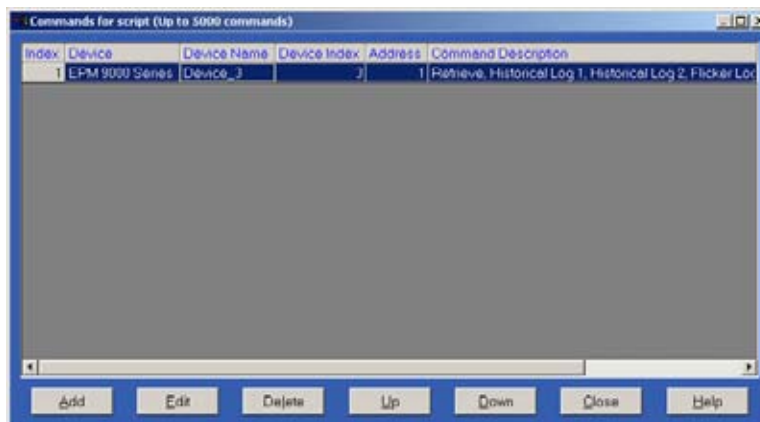 Commands for script (Up to 5000 commands)
Index Device Device Name Device Index Address Command Description
1 EPM 9000 Series Device_3 3 1 Retrieve, Historical Log 1, Historical Log 2, Flicker Loc
Add Edit Delete Up Down Close Help